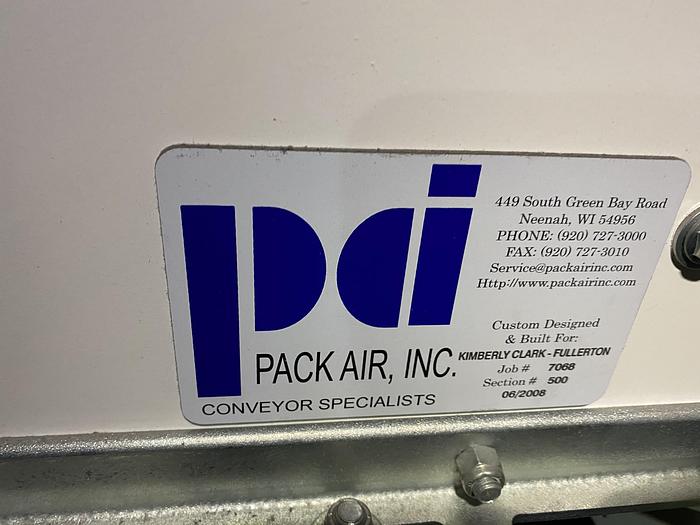 pai
PACK AIR, INC.
CONVEYOR SPECIALISTS
449 South Green Bay Road
Neenah, WI 54956
PHONE: (920) 727-3000
FAX: (920) 727-3010
Service@packairinc.com
Http://www.packairinc.com
Custom Designed
& Built For:
KIMBERLY CLARK - FULLERTON
Job # 7068
Section # 500
06/2008